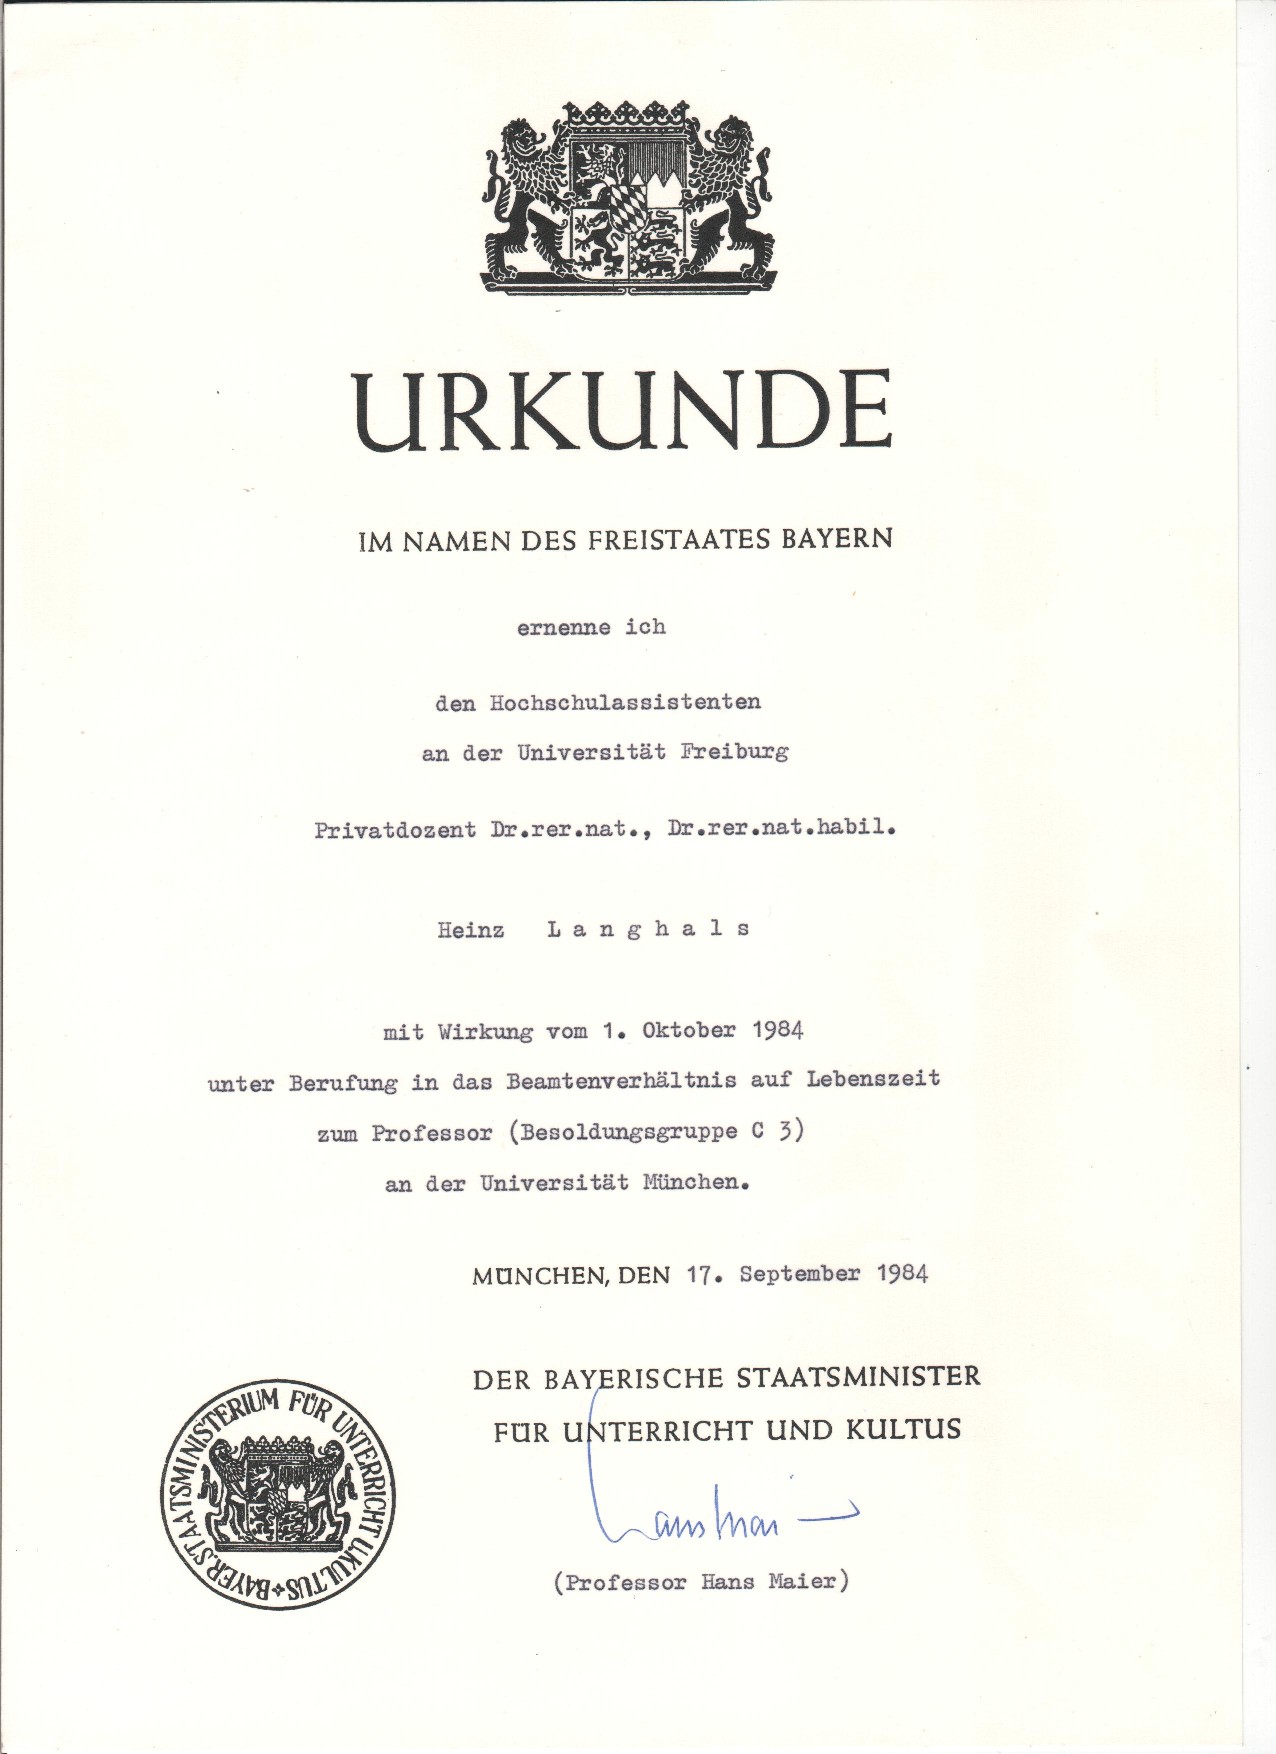 URKUNDE
IM NAMEN DES FREISTAATES BAYERN
ernenne ich
den Hochschulassistenten
an der Universität Freiburg
Privatdozent Dr.rer.nat., Dr.rer.nat.habil.
Heinz L a n g h a l s
mit Wirkung vom 1. Oktober 1984
unter Berufung in das Beamtenverhältnis auf Lebenszeit
zum Professor (Besoldungsgruppe C 3)
an der Universität München.
MÜNCHEN, DEN 17. September 1984
DER BAYERISCHE STAATSMINISTER
FÜR UNTERRICHT UND KULTUS
Hans Maier
(Professor Hans Maier)
BAYER.STAATSMINISTERIUM FÜR UNTERRICHT U.KULTUS